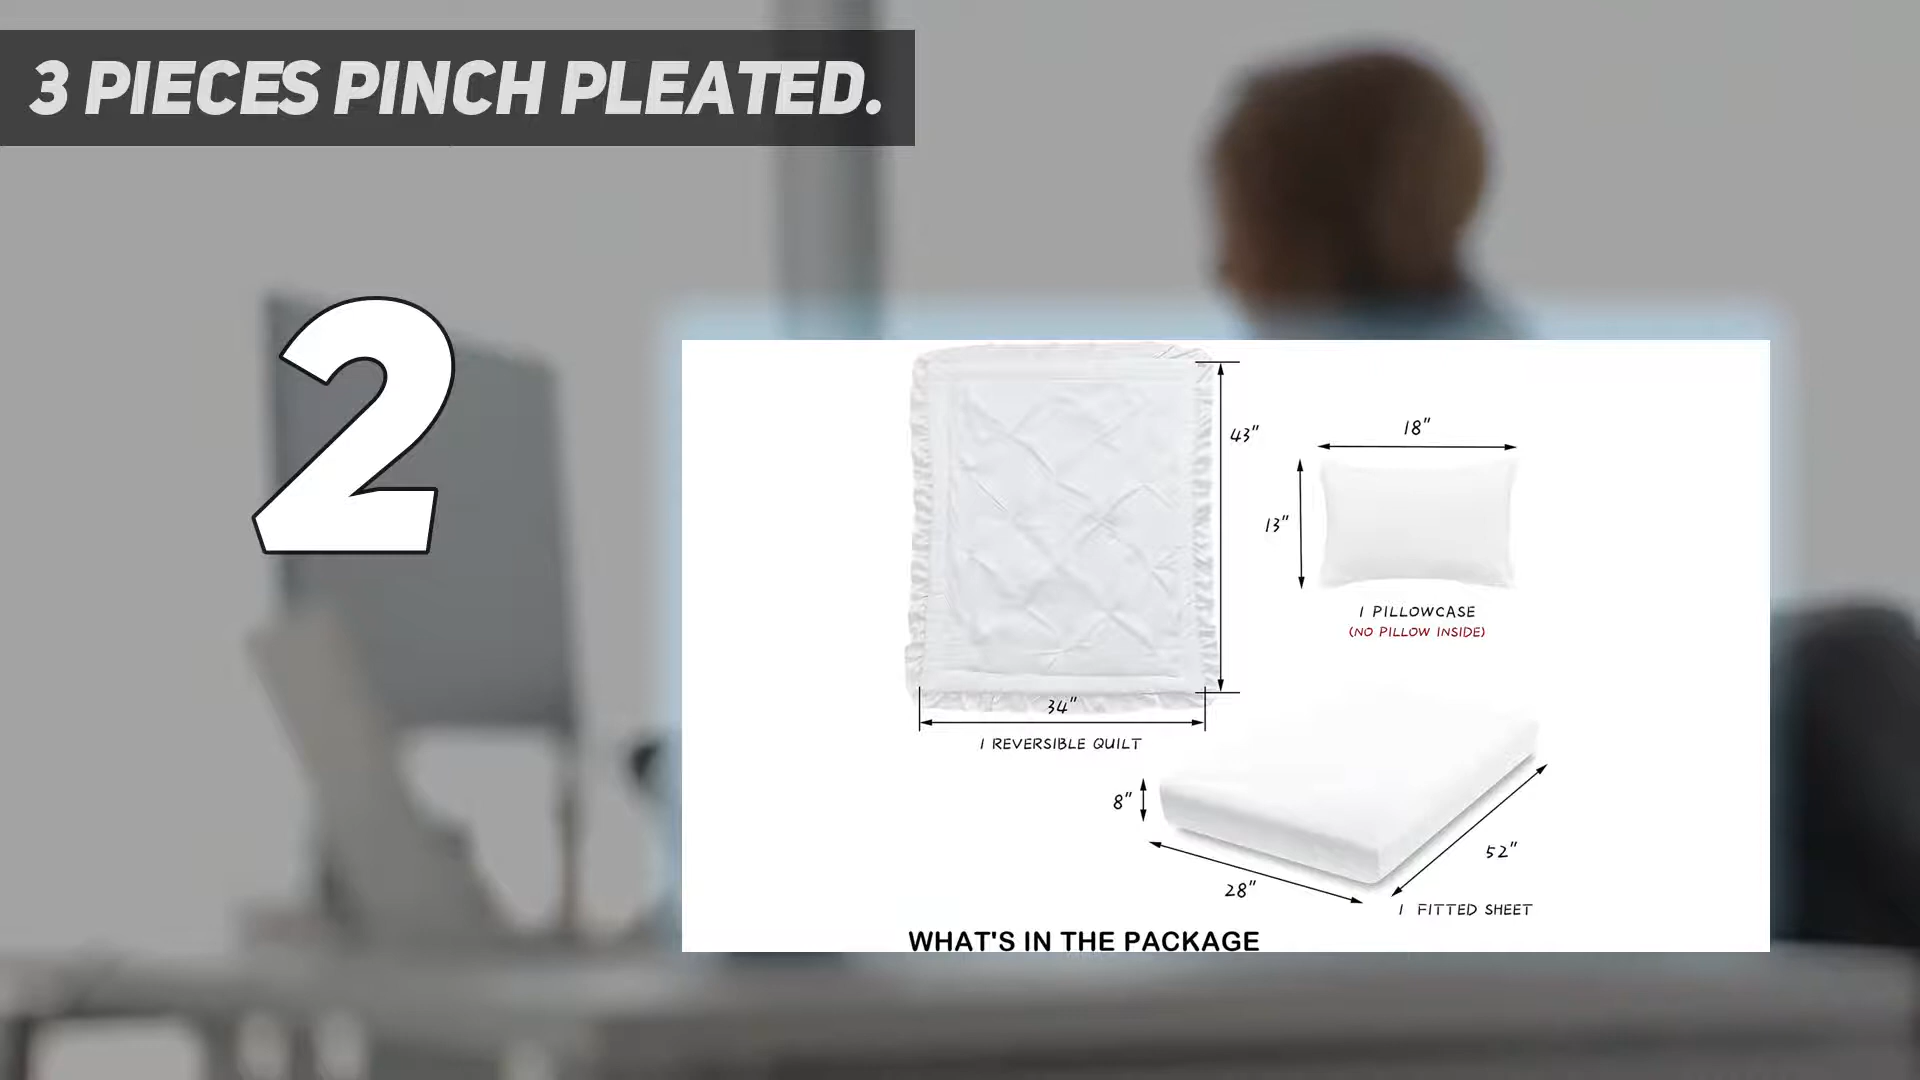 3 PIECES PINCH PLEATED.
2
43"
18"
13"
1 PILLOWCASE
(NO PILLOW INSIDE)
34"
1 REVERSIBLE QUILT
8"
52"
28"
1 FITTED SHEET
WHAT'S IN THE PACKAGE